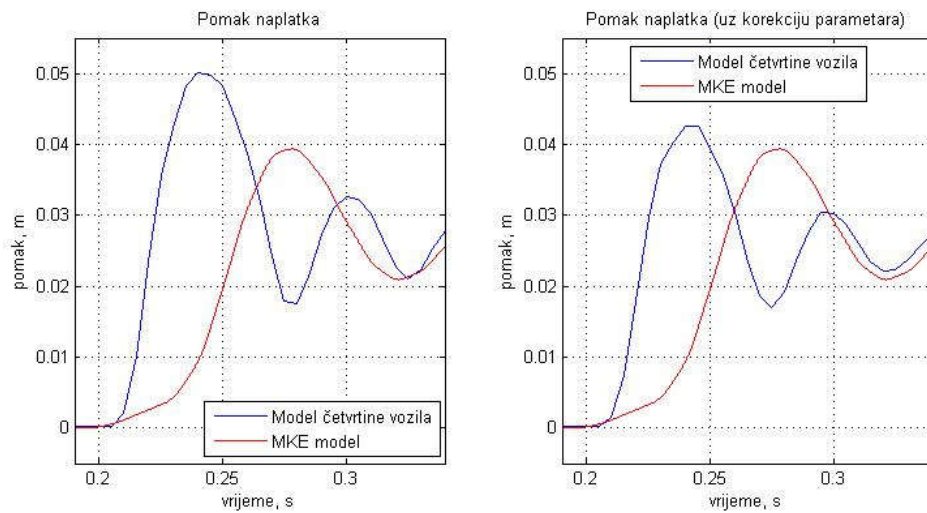 Pomak naplatka
0.05
0.04
0.03
0.02
0.01
0
pomak, m
0.2
0.25
0.3
vrijeme, s
Model četvrtine vozila
MKE model
Pomak naplatka (uz korekciju parametara)
Model četvrtine vozila
MKE model
0.05
0.04
0.03
0.02
0.01
0
pomak, m
0.2
0.25
0.3
vrijeme, s